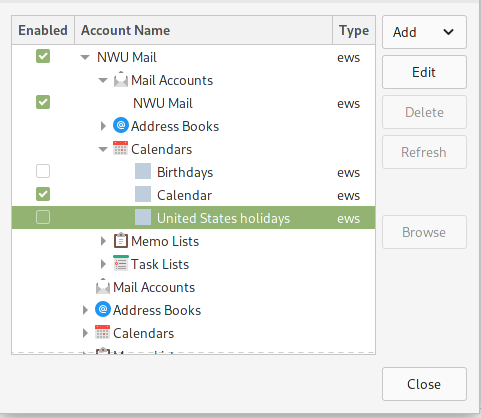 Enabled Account Name Type Add
NWU Mail ews
Mail Accounts Edit
NWU Mail ews
Address Books Delete
Calendars Refresh
Birthdays ews
Calendar ews
United States holidays ews
Memo Lists Browse
Task Lists
Mail Accounts
Address Books
Calendars
Close